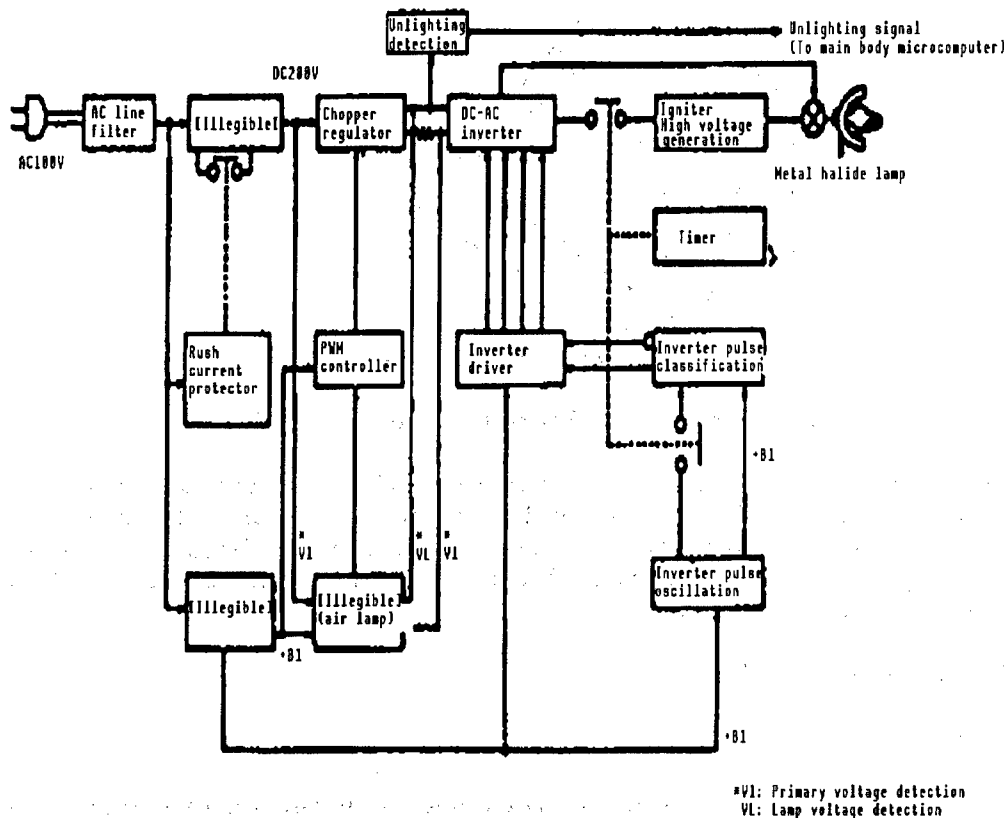 Unlighting
detection
Unlighting signal
(To main body microcomputer)
DC200V
AC line
filter
[Illegible]
Chopper
regulator
DC-AC
inverter
Igniter
High voltage
generation
AC100V
Metal halide lamp
Timer
Rush
current
protector
PWM
controller
Inverter
driver
Inverter pulse
classification
+B1
*
V1
*
VL
*
V1
[Illegible]
[Illegible]
(air lamp)
Inverter pulse
oscillation
+B1
+B1
*V1: Primary voltage detection
VL: Lamp voltage detection